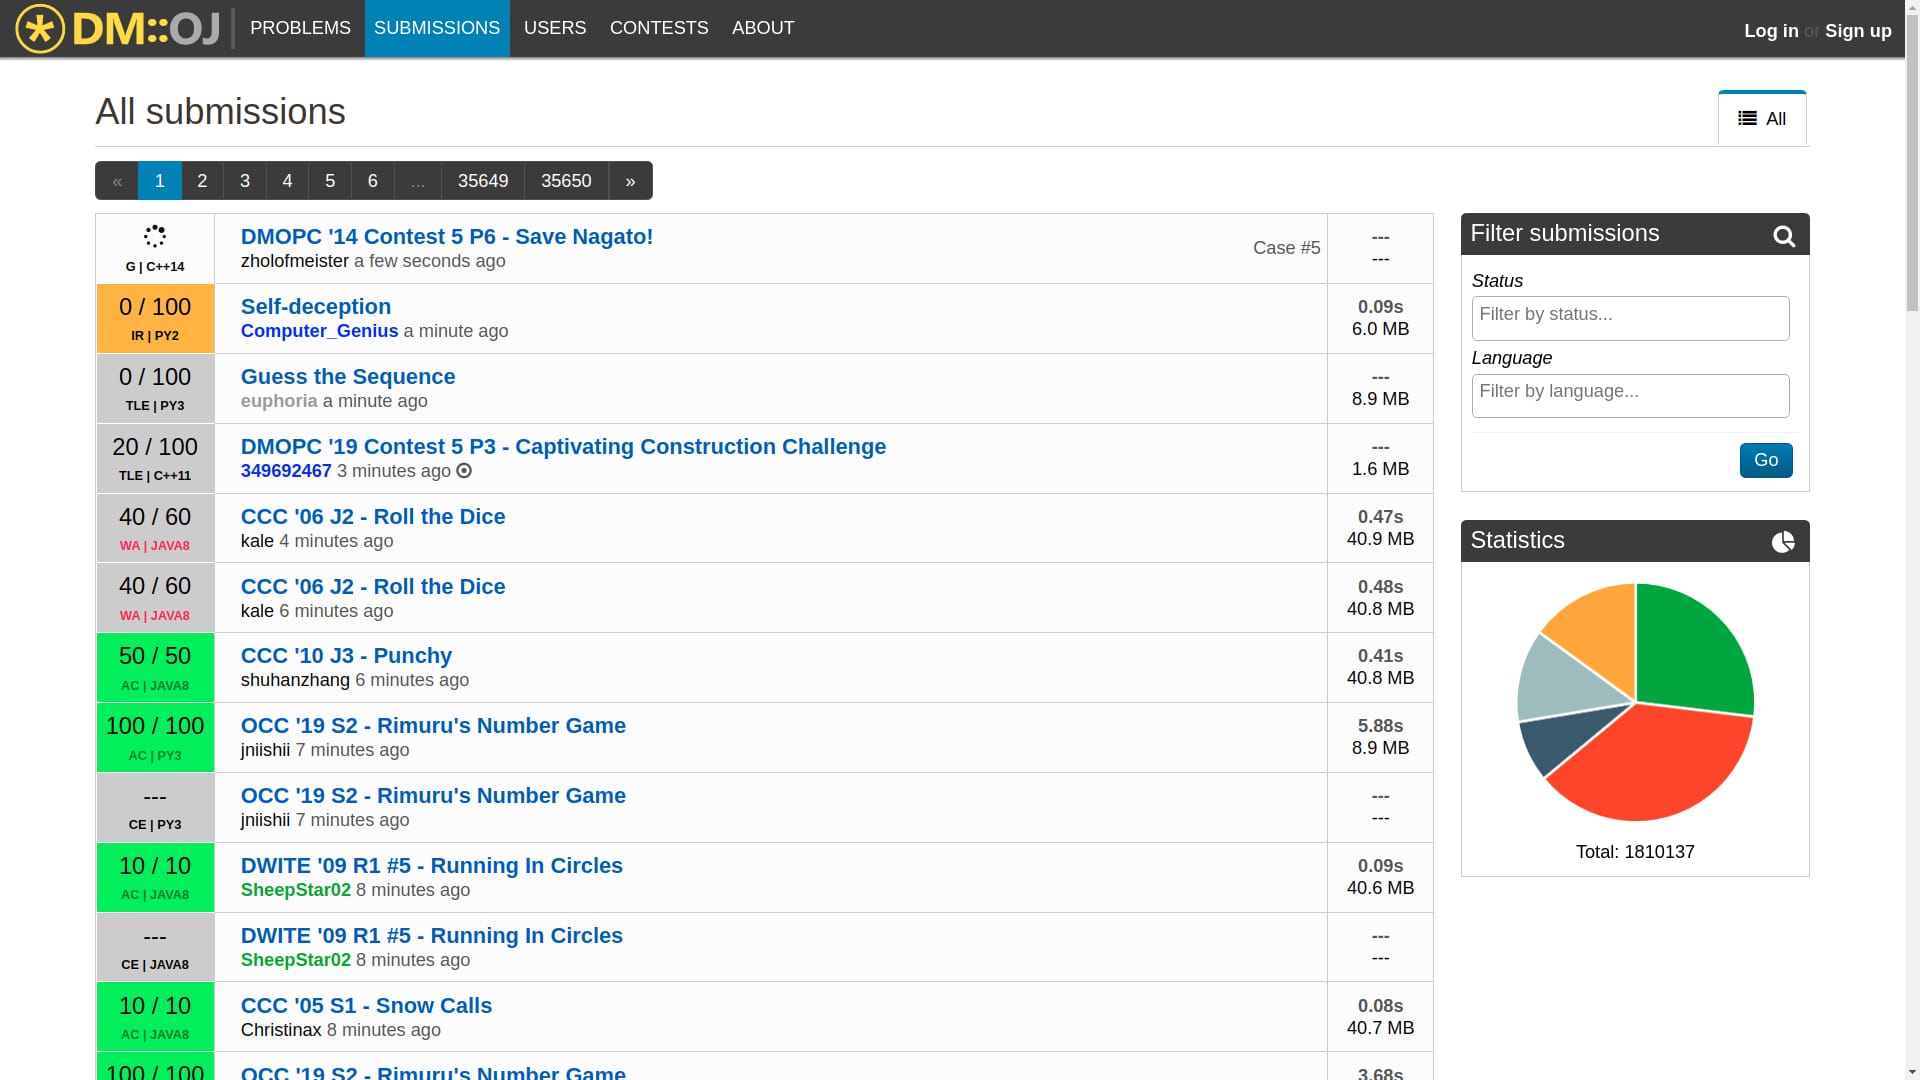 DM::OJ PROBLEMS SUBMISSIONS USERS CONTESTS ABOUT Log in or Sign up
All submissions
All
« 1 2 3 4 5 6 ... 35649 35650 »
G | C++14
DMOPC '14 Contest 5 P6 - Save Nagato!
zholofmeister a few seconds ago
Case #5
---
---
0 / 100
IR | PY2
Self-deception
Computer_Genius a minute ago
0.09s
6.0 MB
0 / 100
TLE | PY3
Guess the Sequence
euphoria a minute ago
---
8.9 MB
20 / 100
TLE | C++11
DMOPC '19 Contest 5 P3 - Captivating Construction Challenge
349692467 3 minutes ago
---
1.6 MB
40 / 60
WA | JAVA8
CCC '06 J2 - Roll the Dice
kale 4 minutes ago
0.47s
40.9 MB
40 / 60
WA | JAVA8
CCC '06 J2 - Roll the Dice
kale 6 minutes ago
0.48s
40.8 MB
50 / 50
AC | JAVA8
CCC '10 J3 - Punchy
shuhanzhang 6 minutes ago
0.41s
40.8 MB
100 / 100
AC | PY3
OCC '19 S2 - Rimuru's Number Game
jniishii 7 minutes ago
5.88s
8.9 MB
---
CE | PY3
OCC '19 S2 - Rimuru's Number Game
jniishii 7 minutes ago
---
---
10 / 10
AC | JAVA8
DWITE '09 R1 #5 - Running In Circles
SheepStar02 8 minutes ago
0.09s
40.6 MB
---
CE | JAVA8
DWITE '09 R1 #5 - Running In Circles
SheepStar02 8 minutes ago
---
---
10 / 10
AC | JAVA8
CCC '05 S1 - Snow Calls
Christinax 8 minutes ago
0.08s
40.7 MB
100 / 100
OCC '19 S2 - Rimuru's Number Game
3.68s
Filter submissions
Status
Filter by status...
Language
Filter by language...
Go
Statistics
Total: 1810137